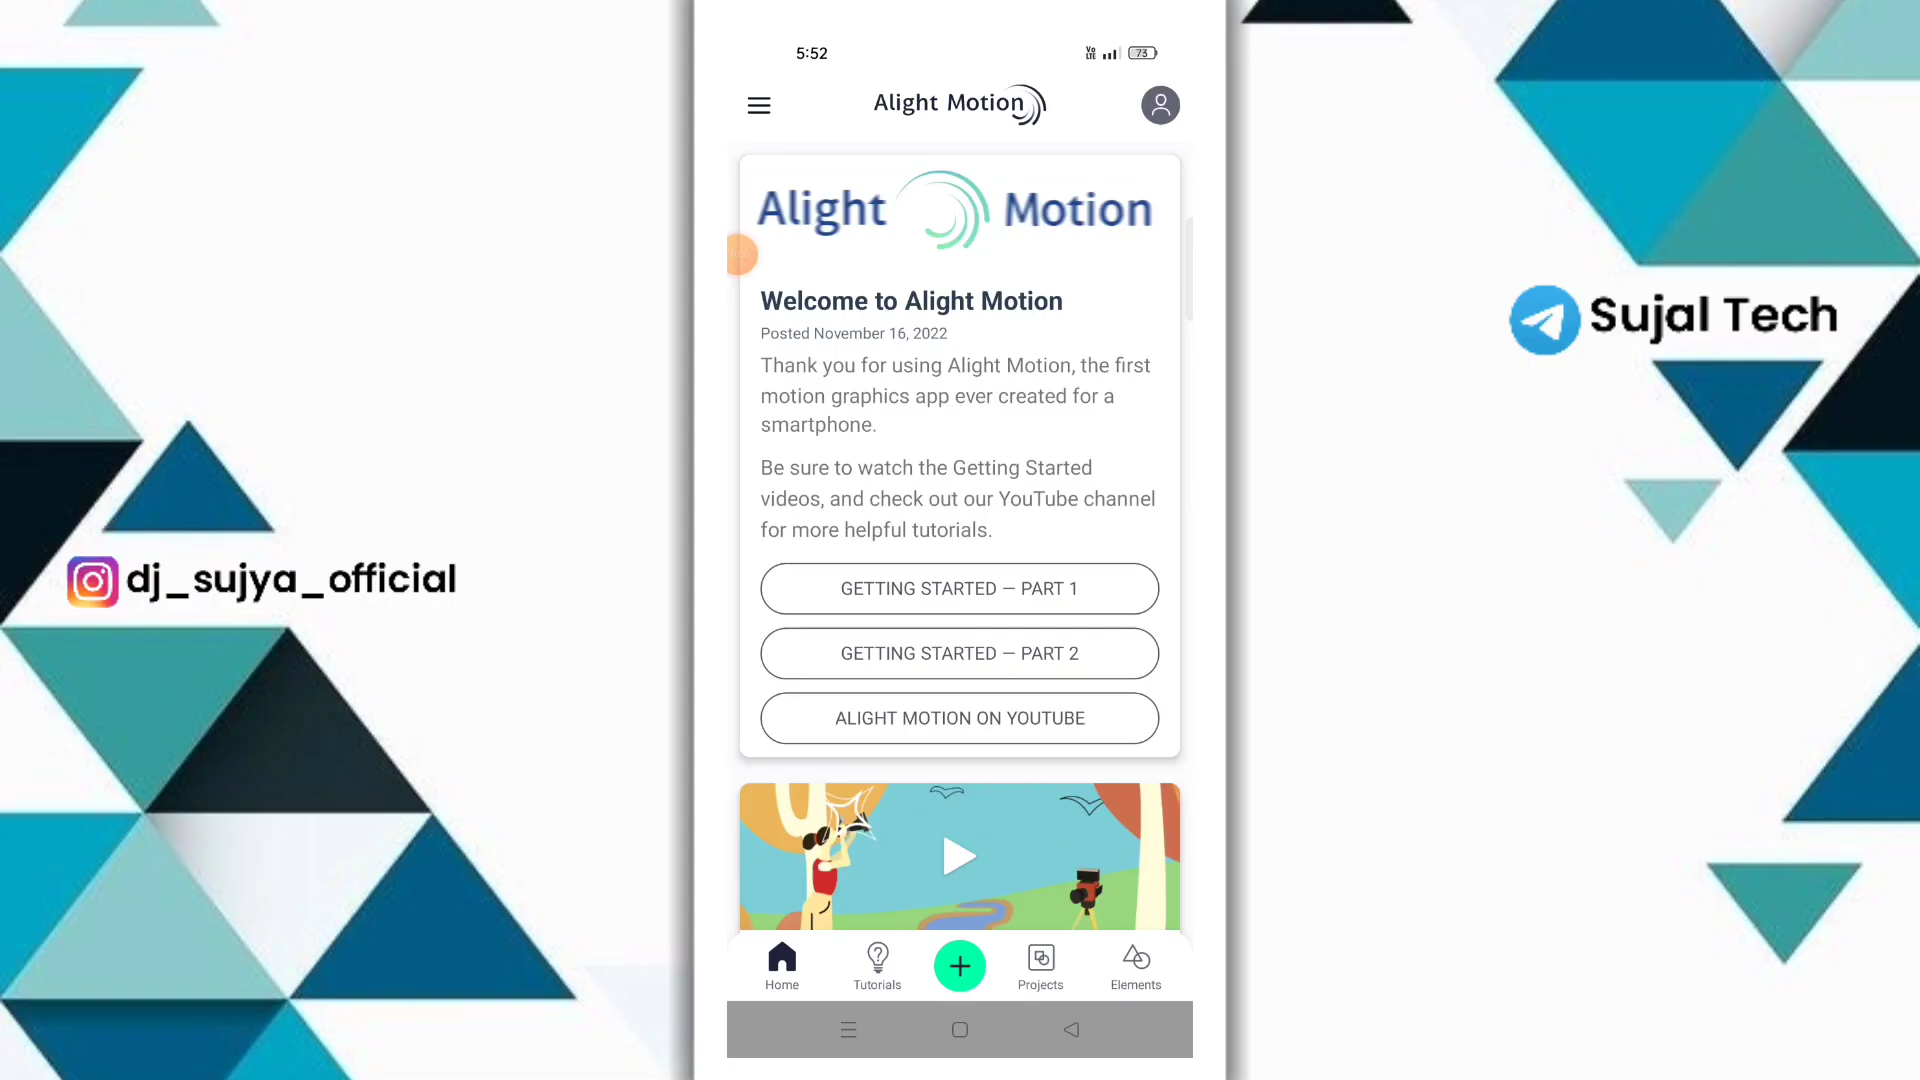 5:52
Vo LTE
73
Alight Motion
Alight Motion
Welcome to Alight Motion
Posted November 16, 2022
Thank you for using Alight Motion, the first
motion graphics app ever created for a
smartphone.
Be sure to watch the Getting Started
videos, and check out our YouTube channel
for more helpful tutorials.
GETTING STARTED — PART 1
GETTING STARTED — PART 2
ALIGHT MOTION ON YOUTUBE
Home
Tutorials
Projects
Elements
dj_sujya_official
Sujal Tech